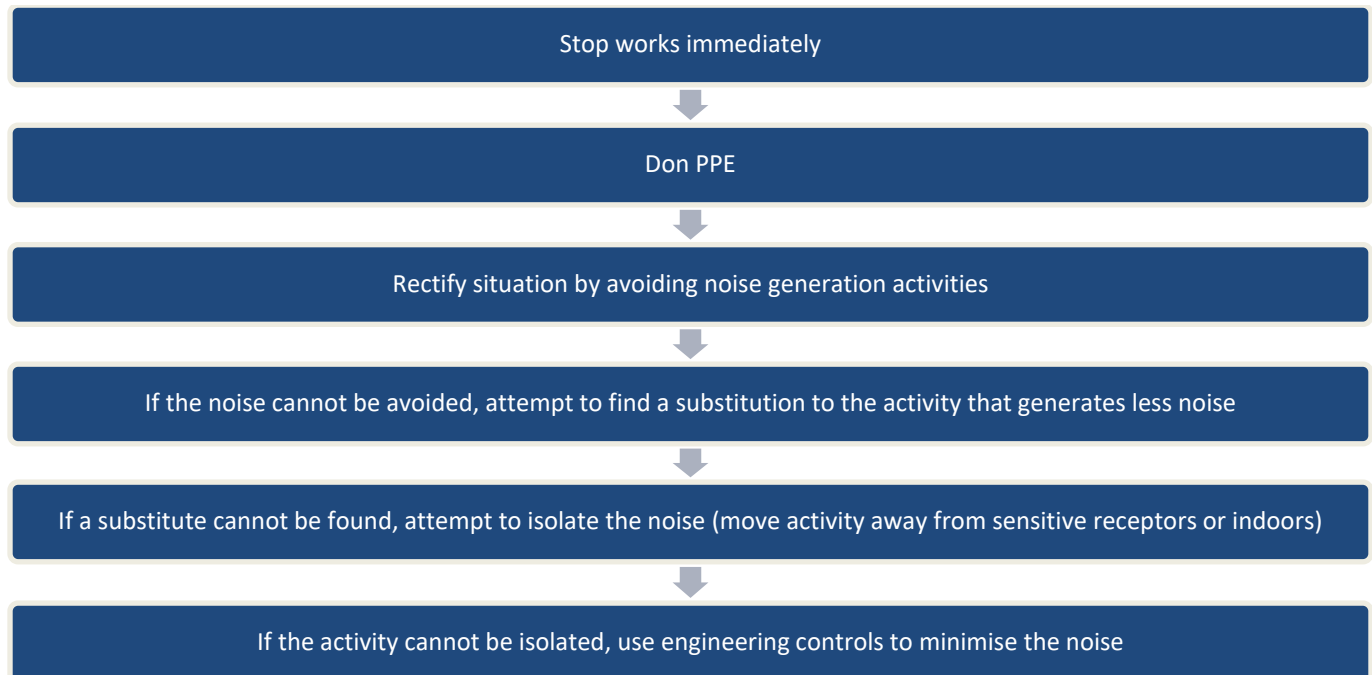 Stop works immediately
Don PPE
Rectify situation by avoiding noise generation activities
If the noise cannot be avoided, attempt to find a substitution to the activity that generates less noise
If a substitute cannot be found, attempt to isolate the noise (move activity away from sensitive receptors or indoors)
If the activity cannot be isolated, use engineering controls to minimise the noise